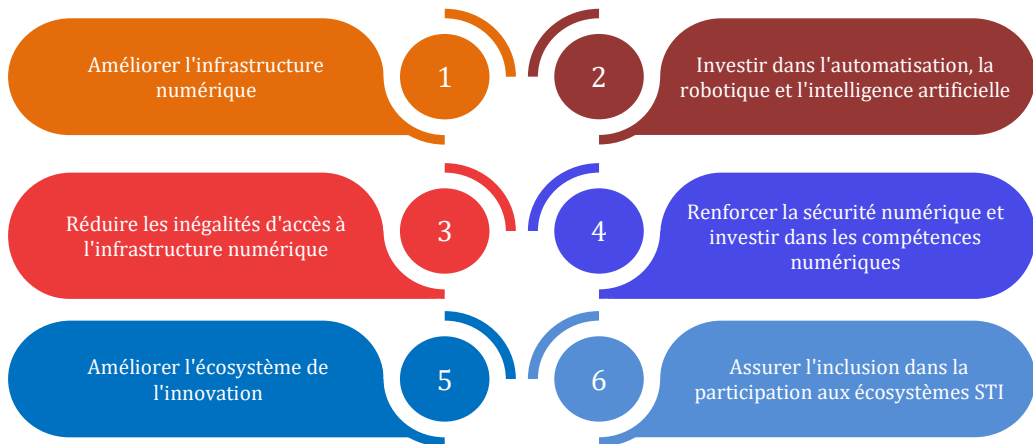 Améliorer l'infrastructure
numérique
1
2
Investir dans l'automatisation, la
robotique et l'intelligence artificielle
Réduire les inégalités d'accès à
l'infrastructure numérique
3
4
Renforcer la sécurité numérique et
investir dans les compétences
numériques
Améliorer l'écosystème de
l'innovation
5
6
Assurer l'inclusion dans la
participation aux écosystèmes STI